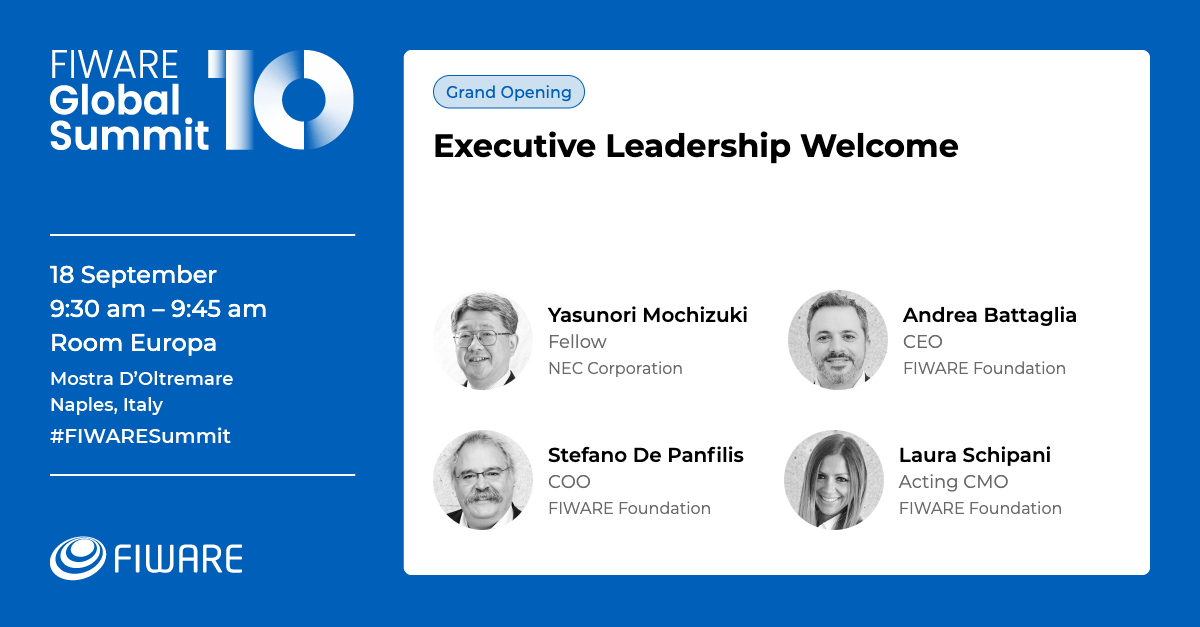 FIWARE
Global
Summit
10
18 September
9:30 am – 9:45 am
Room Europa
Mostra D’Oltremare
Naples, Italy
#FIWARESummit
FIWARE
Grand Opening
Executive Leadership Welcome
Yasunori Mochizuki
Fellow
NEC Corporation
Andrea Battaglia
CEO
FIWARE Foundation
Stefano De Panfilis
COO
FIWARE Foundation
Laura Schipani
Acting CMO
FIWARE Foundation